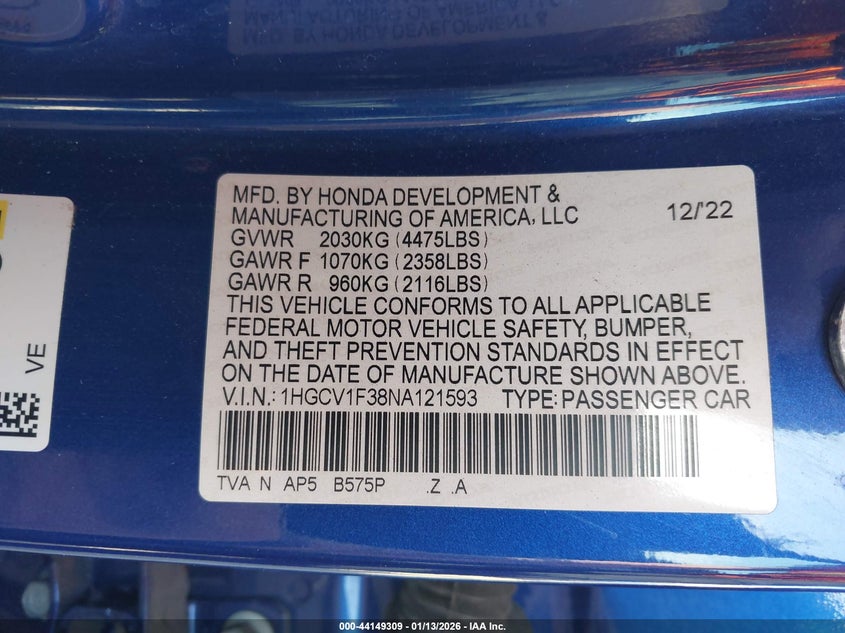 MFD. BY HONDA DEVELOPMENT &
MANUFACTURING OF AMERICA, LLC 12/'22
GVWR 2030KG (4475LBS)
GAWR F 1070KG (2358LBS)
GAWR R 960KG (2116LBS)
THIS VEHICLE CONFORMS TO ALL APPLICABLE
FEDERAL MOTOR VEHICLE SAFETY, BUMPER,
AND THEFT PREVENTION STANDARDS IN EFFECT
ON THE DATE OF MANUFACTURE SHOWN ABOVE.
V.I.N.: 1HGCV1F38NA121593 TYPE: PASSENGER CAR
TVA N AP5 B575P .Z .A
VE
000-44149309 - 01/13/2026 - IAA Inc.